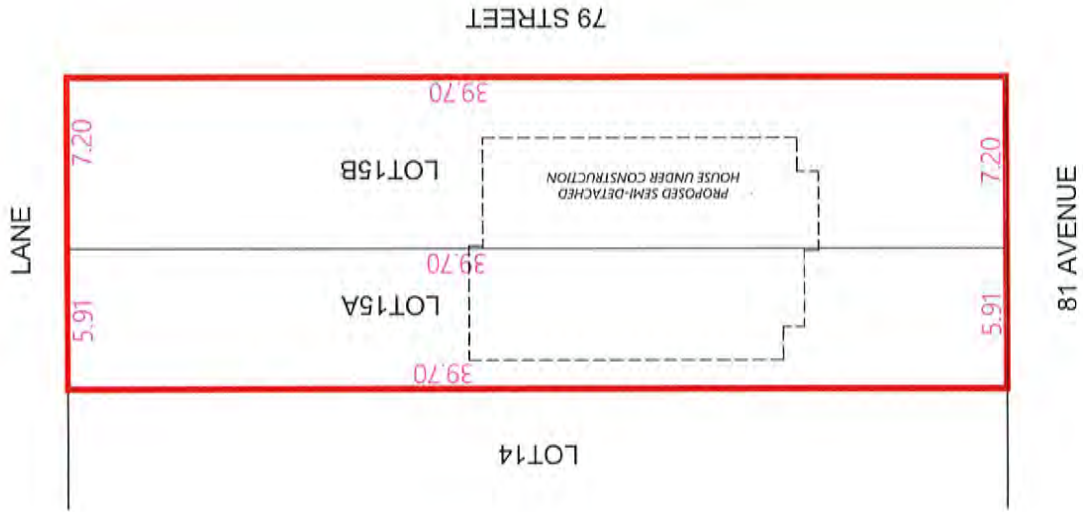 79 STREET
39.70
7.20
7.20
LOT15B
PROPOSED SEMI-DETACHED
HOUSE UNDER CONSTRUCTION
LANE
81 AVENUE
39.70
5.91
5.91
LOT15A
39.70
LOT14